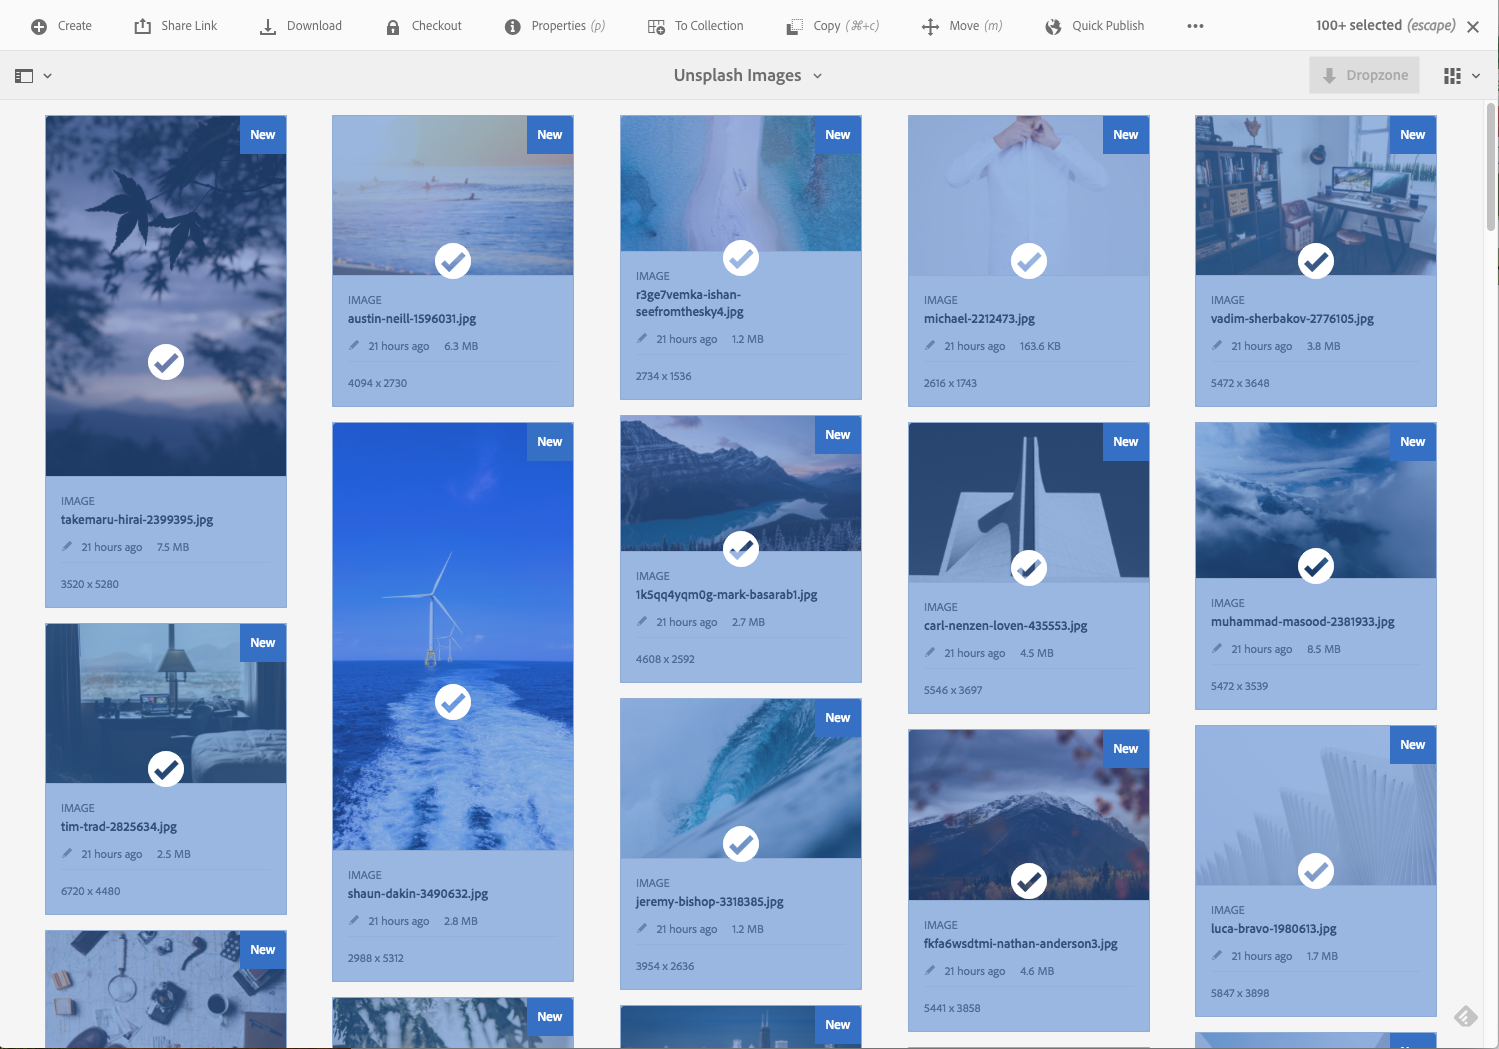 Create
Share Link
Download
Checkout
Properties (p)
To Collection
Copy (⌘+c)
Move (m)
Quick Publish
100+ selected (escape)
Unsplash Images
Dropzone
New
IMAGE
takemaru-hirai-2399395.jpg
21 hours ago 7.5 MB
3520 x 5280
New
IMAGE
tim-trad-2825634.jpg
21 hours ago 2.5 MB
6720 x 4480
New
New
IMAGE
austin-neill-1596031.jpg
21 hours ago 6.3 MB
4094 x 2730
New
IMAGE
shaun-dakin-3490632.jpg
21 hours ago 2.8 MB
2988 x 5312
New
New
IMAGE
r3ge7vemka-ishan-
seefromthesky4.jpg
21 hours ago 1.2 MB
2734 x 1536
New
IMAGE
1k5qq4yqm0g-mark-basarab1.jpg
21 hours ago 2.7 MB
4608 x 2592
New
IMAGE
jeremy-bishop-3318385.jpg
21 hours ago 1.2 MB
3954 x 2636
New
New
IMAGE
michael-2212473.jpg
21 hours ago 163.6 KB
2616 x 1743
New
IMAGE
carl-nenzen-loven-435553.jpg
21 hours ago 4.5 MB
5546 x 3697
New
IMAGE
fkfa6wsdtmi-nathan-anderson3.jpg
21 hours ago 4.6 MB
5441 x 3858
New
IMAGE
vadim-sherbakov-2776105.jpg
21 hours ago 3.8 MB
5472 x 3648
New
IMAGE
muhammad-masood-2381933.jpg
21 hours ago 8.5 MB
5472 x 3539
New
IMAGE
luca-bravo-1980613.jpg
21 hours ago 1.7 MB
5847 x 3898